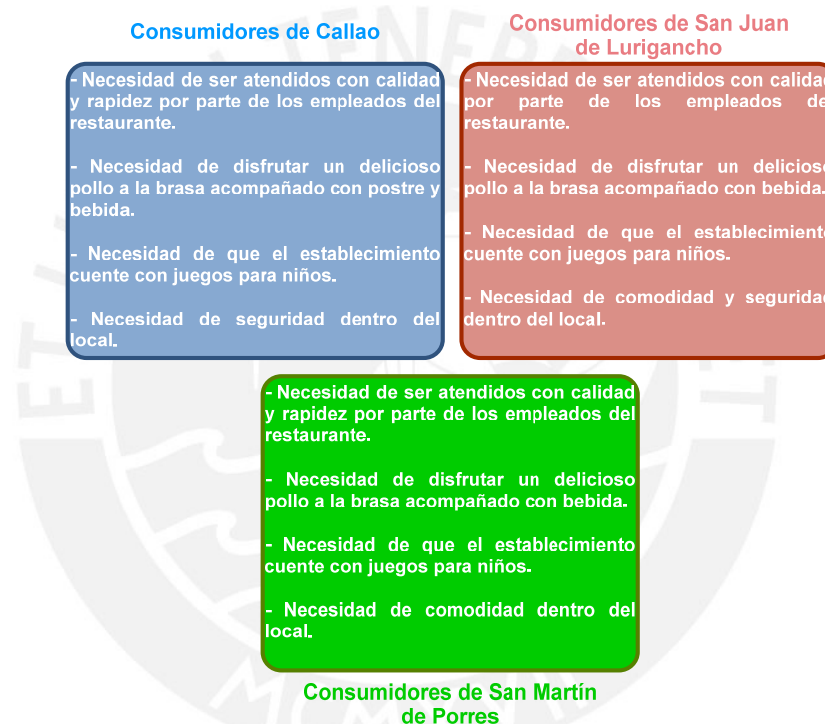 Consumidores de Callao
- Necesidad de ser atendidos con calidad
y rapidez por parte de los empleados del
restaurante.
- Necesidad de disfrutar un delicioso
pollo a la brasa acompañado con postre y
bebida.
- Necesidad de que el establecimiento
cuente con juegos para niños.
- Necesidad de seguridad dentro del
local.
Consumidores de San Juan
de Lurigancho
- Necesidad de ser atendidos con calidad
por parte de los empleados de
restaurante.
- Necesidad de disfrutar un delicioso
pollo a la brasa acompañado con bebida.
- Necesidad de que el establecimiento
cuente con juegos para niños.
- Necesidad de comodidad y seguridad
dentro del local.
- Necesidad de ser atendidos con calidad
y rapidez por parte de los empleados del
restaurante.
- Necesidad de disfrutar un delicioso
pollo a la brasa acompañado con bebida.
- Necesidad de que el establecimiento
cuente con juegos para niños.
- Necesidad de comodidad dentro del
local.
Consumidores de San Martín
de Porres